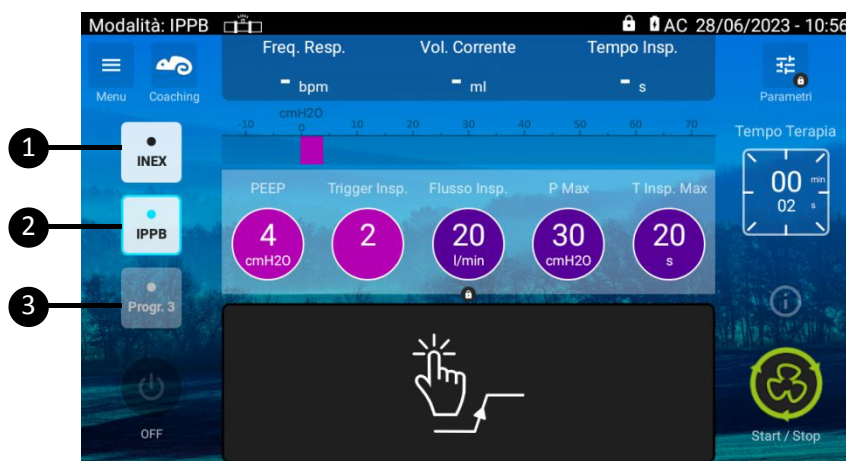 Modalità: IPPB
AC 28/06/2023 - 10:56
Menu
Coaching
Freq. Resp.
Vol. Corrente
Tempo Insp.
- bpm
- ml
- s
Parametri
cmH2O
-10 0 10 20 30 40 50 60 70
Tempo Terapia
00 min
02 s
1
INEX
2
IPPB
3
Progr. 3
PEEP
Trigger Insp.
Flusso Insp.
P Max
T Insp. Max
4
cmH2O
2
20
l/min
30
cmH2O
20
s
OFF
Start / Stop